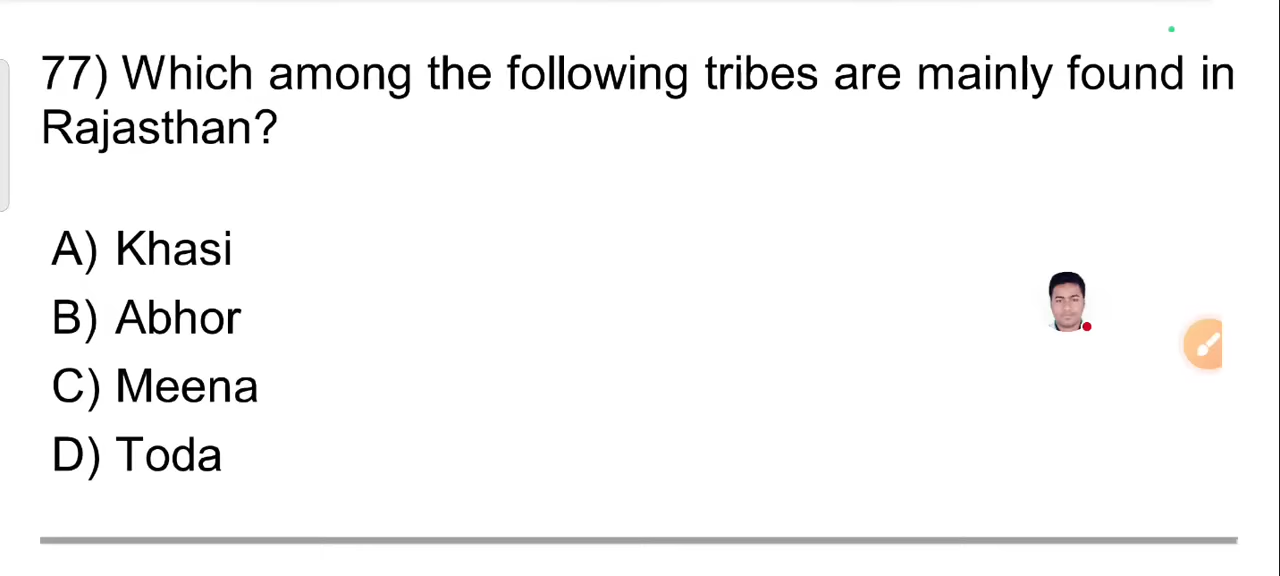 77) Which among the following tribes are mainly found in
Rajasthan?
A) Khasi
B) Abhor
C) Meena
D) Toda